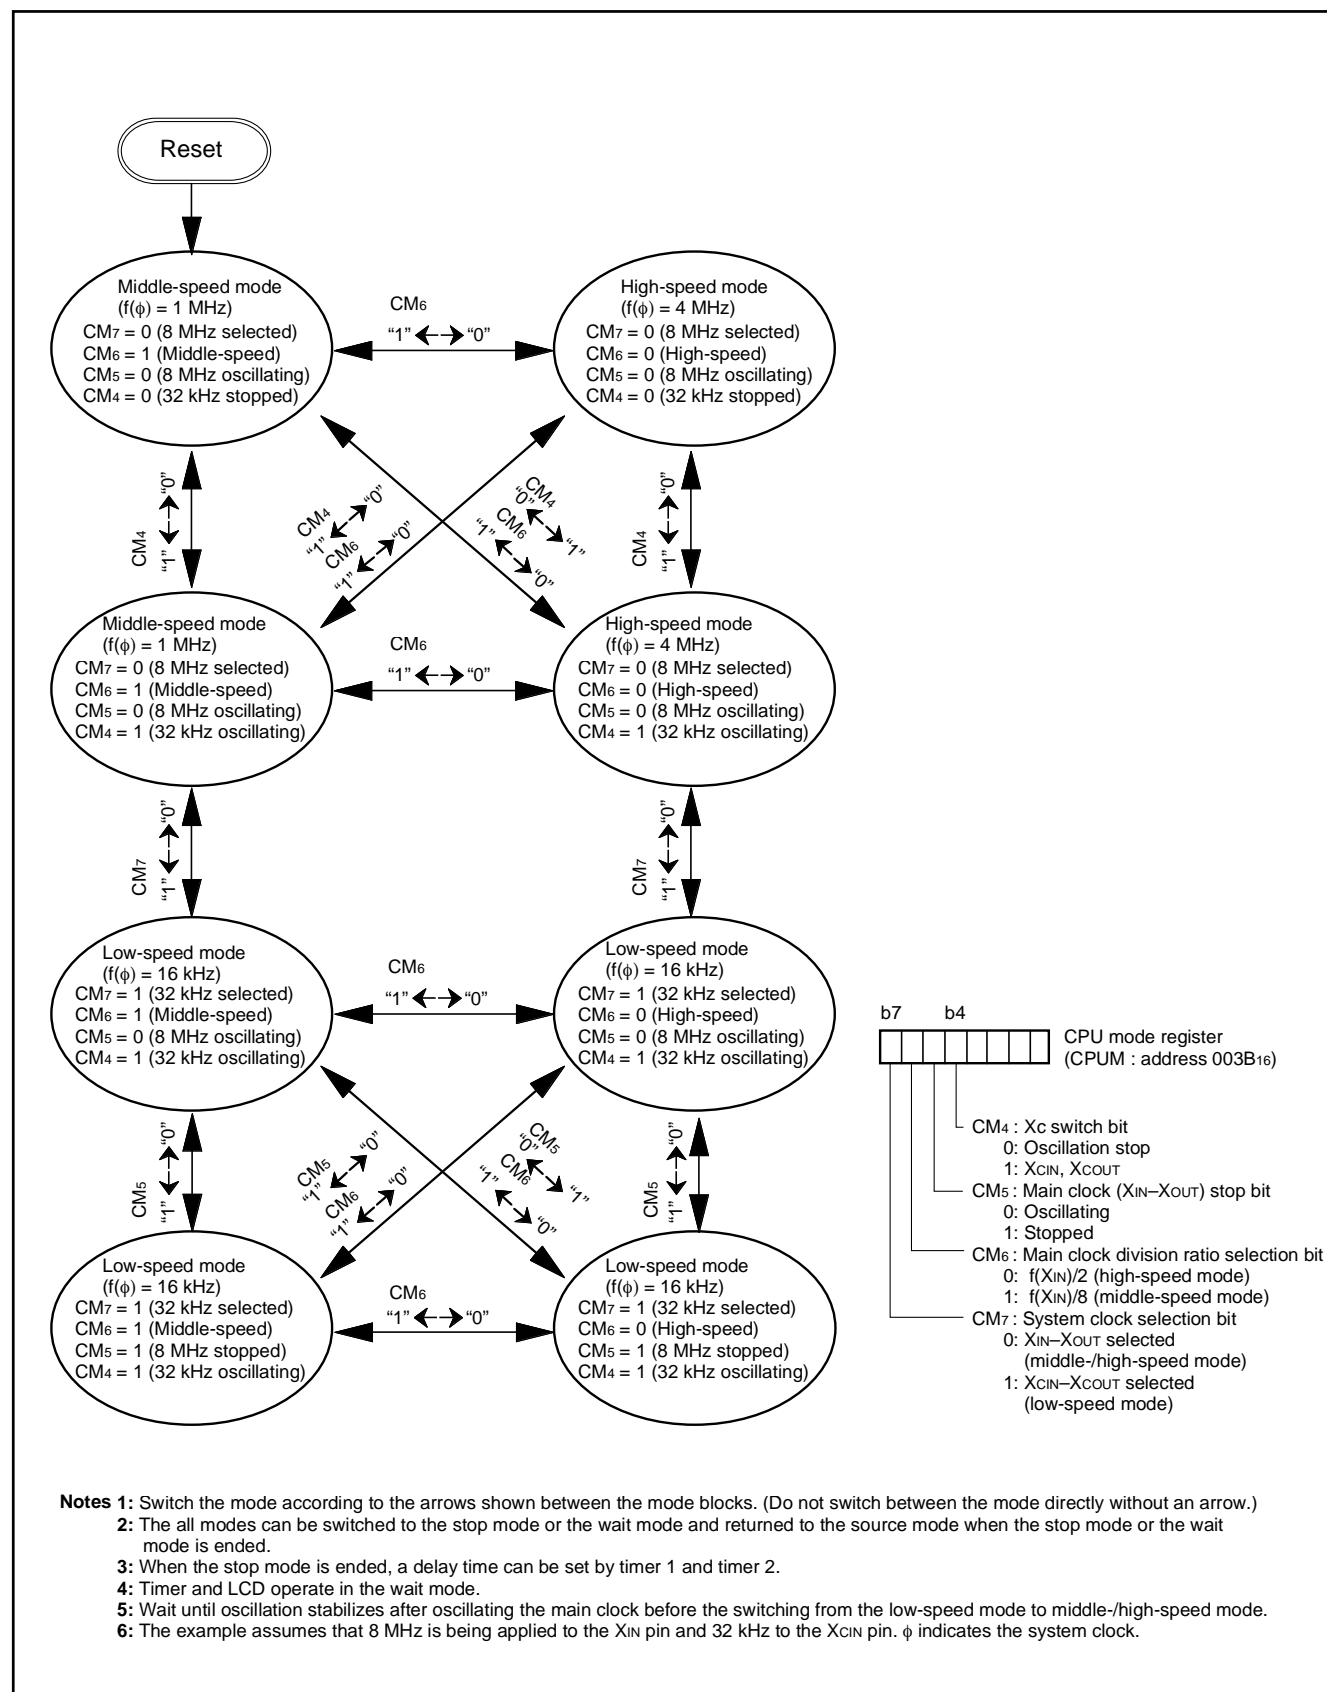 Reset
Middle-speed mode
(f(ϕ) = 1 MHz)
CM7 = 0 (8 MHz selected)
CM6 = 1 (Middle-speed)
CM5 = 0 (8 MHz oscillating)
CM4 = 0 (32 kHz stopped)
CM6
“1” “0”
High-speed mode
(f(ϕ) = 4 MHz)
CM7 = 0 (8 MHz selected)
CM6 = 0 (High-speed)
CM5 = 0 (8 MHz oscillating)
CM4 = 0 (32 kHz stopped)
CM4
“1” “0”
CM4
“1” “0”
CM6
“1” “0”
CM4
“0” “1”
CM6
“1” “0”
CM4
“1” “0”
Middle-speed mode
(f(ϕ) = 1 MHz)
CM7 = 0 (8 MHz selected)
CM6 = 1 (Middle-speed)
CM5 = 0 (8 MHz oscillating)
CM4 = 1 (32 kHz oscillating)
CM6
“1” “0”
High-speed mode
(f(ϕ) = 4 MHz)
CM7 = 0 (8 MHz selected)
CM6 = 0 (High-speed)
CM5 = 0 (8 MHz oscillating)
CM4 = 1 (32 kHz oscillating)
CM7
“1” “0”
CM7
“1” “0”
Low-speed mode
(f(ϕ) = 16 kHz)
CM7 = 1 (32 kHz selected)
CM6 = 1 (Middle-speed)
CM5 = 0 (8 MHz oscillating)
CM4 = 1 (32 kHz oscillating)
CM6
“1” “0”
Low-speed mode
(f(ϕ) = 16 kHz)
CM7 = 1 (32 kHz selected)
CM6 = 0 (High-speed)
CM5 = 0 (8 MHz oscillating)
CM4 = 1 (32 kHz oscillating)
CM5
“1” “0”
CM5
“1” “0”
CM6
“1” “0”
CM5
“0” “1”
CM6
“1” “0”
CM5
“1” “0”
Low-speed mode
(f(ϕ) = 16 kHz)
CM7 = 1 (32 kHz selected)
CM6 = 1 (Middle-speed)
CM5 = 1 (8 MHz stopped)
CM4 = 1 (32 kHz oscillating)
CM6
“1” “0”
Low-speed mode
(f(ϕ) = 16 kHz)
CM7 = 1 (32 kHz selected)
CM6 = 0 (High-speed)
CM5 = 1 (8 MHz stopped)
CM4 = 1 (32 kHz oscillating)
b7 b4
CPU mode register
(CPUM : address 003B16)
CM4 : Xc switch bit
0: Oscillation stop
1: XCIN, XCOUT
CM5 : Main clock (XIN–XOUT) stop bit
0: Oscillating
1: Stopped
CM6 : Main clock division ratio selection bit
0: f(XIN)/2 (high-speed mode)
1: f(XIN)/8 (middle-speed mode)
CM7 : System clock selection bit
0: XIN–XOUT selected
(middle-/high-speed mode)
1: XCIN–XCOUT selected
(low-speed mode)
Notes 1: Switch the mode according to the arrows shown between the mode blocks. (Do not switch between the mode directly without an arrow.)
2: The all modes can be switched to the stop mode or the wait mode and returned to the source mode when the stop mode or the wait
mode is ended.
3: When the stop mode is ended, a delay time can be set by timer 1 and timer 2.
4: Timer and LCD operate in the wait mode.
5: Wait until oscillation stabilizes after oscillating the main clock before the switching from the low-speed mode to middle-/high-speed mode.
6: The example assumes that 8 MHz is being applied to the XIN pin and 32 kHz to the XCIN pin. ϕ indicates the system clock.